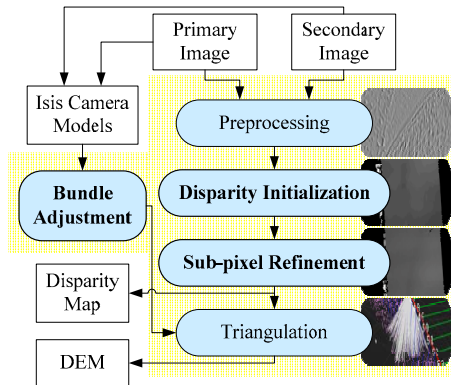 Primary
Image
Secondary
Image
Isis Camera
Models
Preprocessing
Bundle
Adjustment
Disparity Initialization
Sub-pixel Refinement
Disparity
Map
Triangulation
DEM